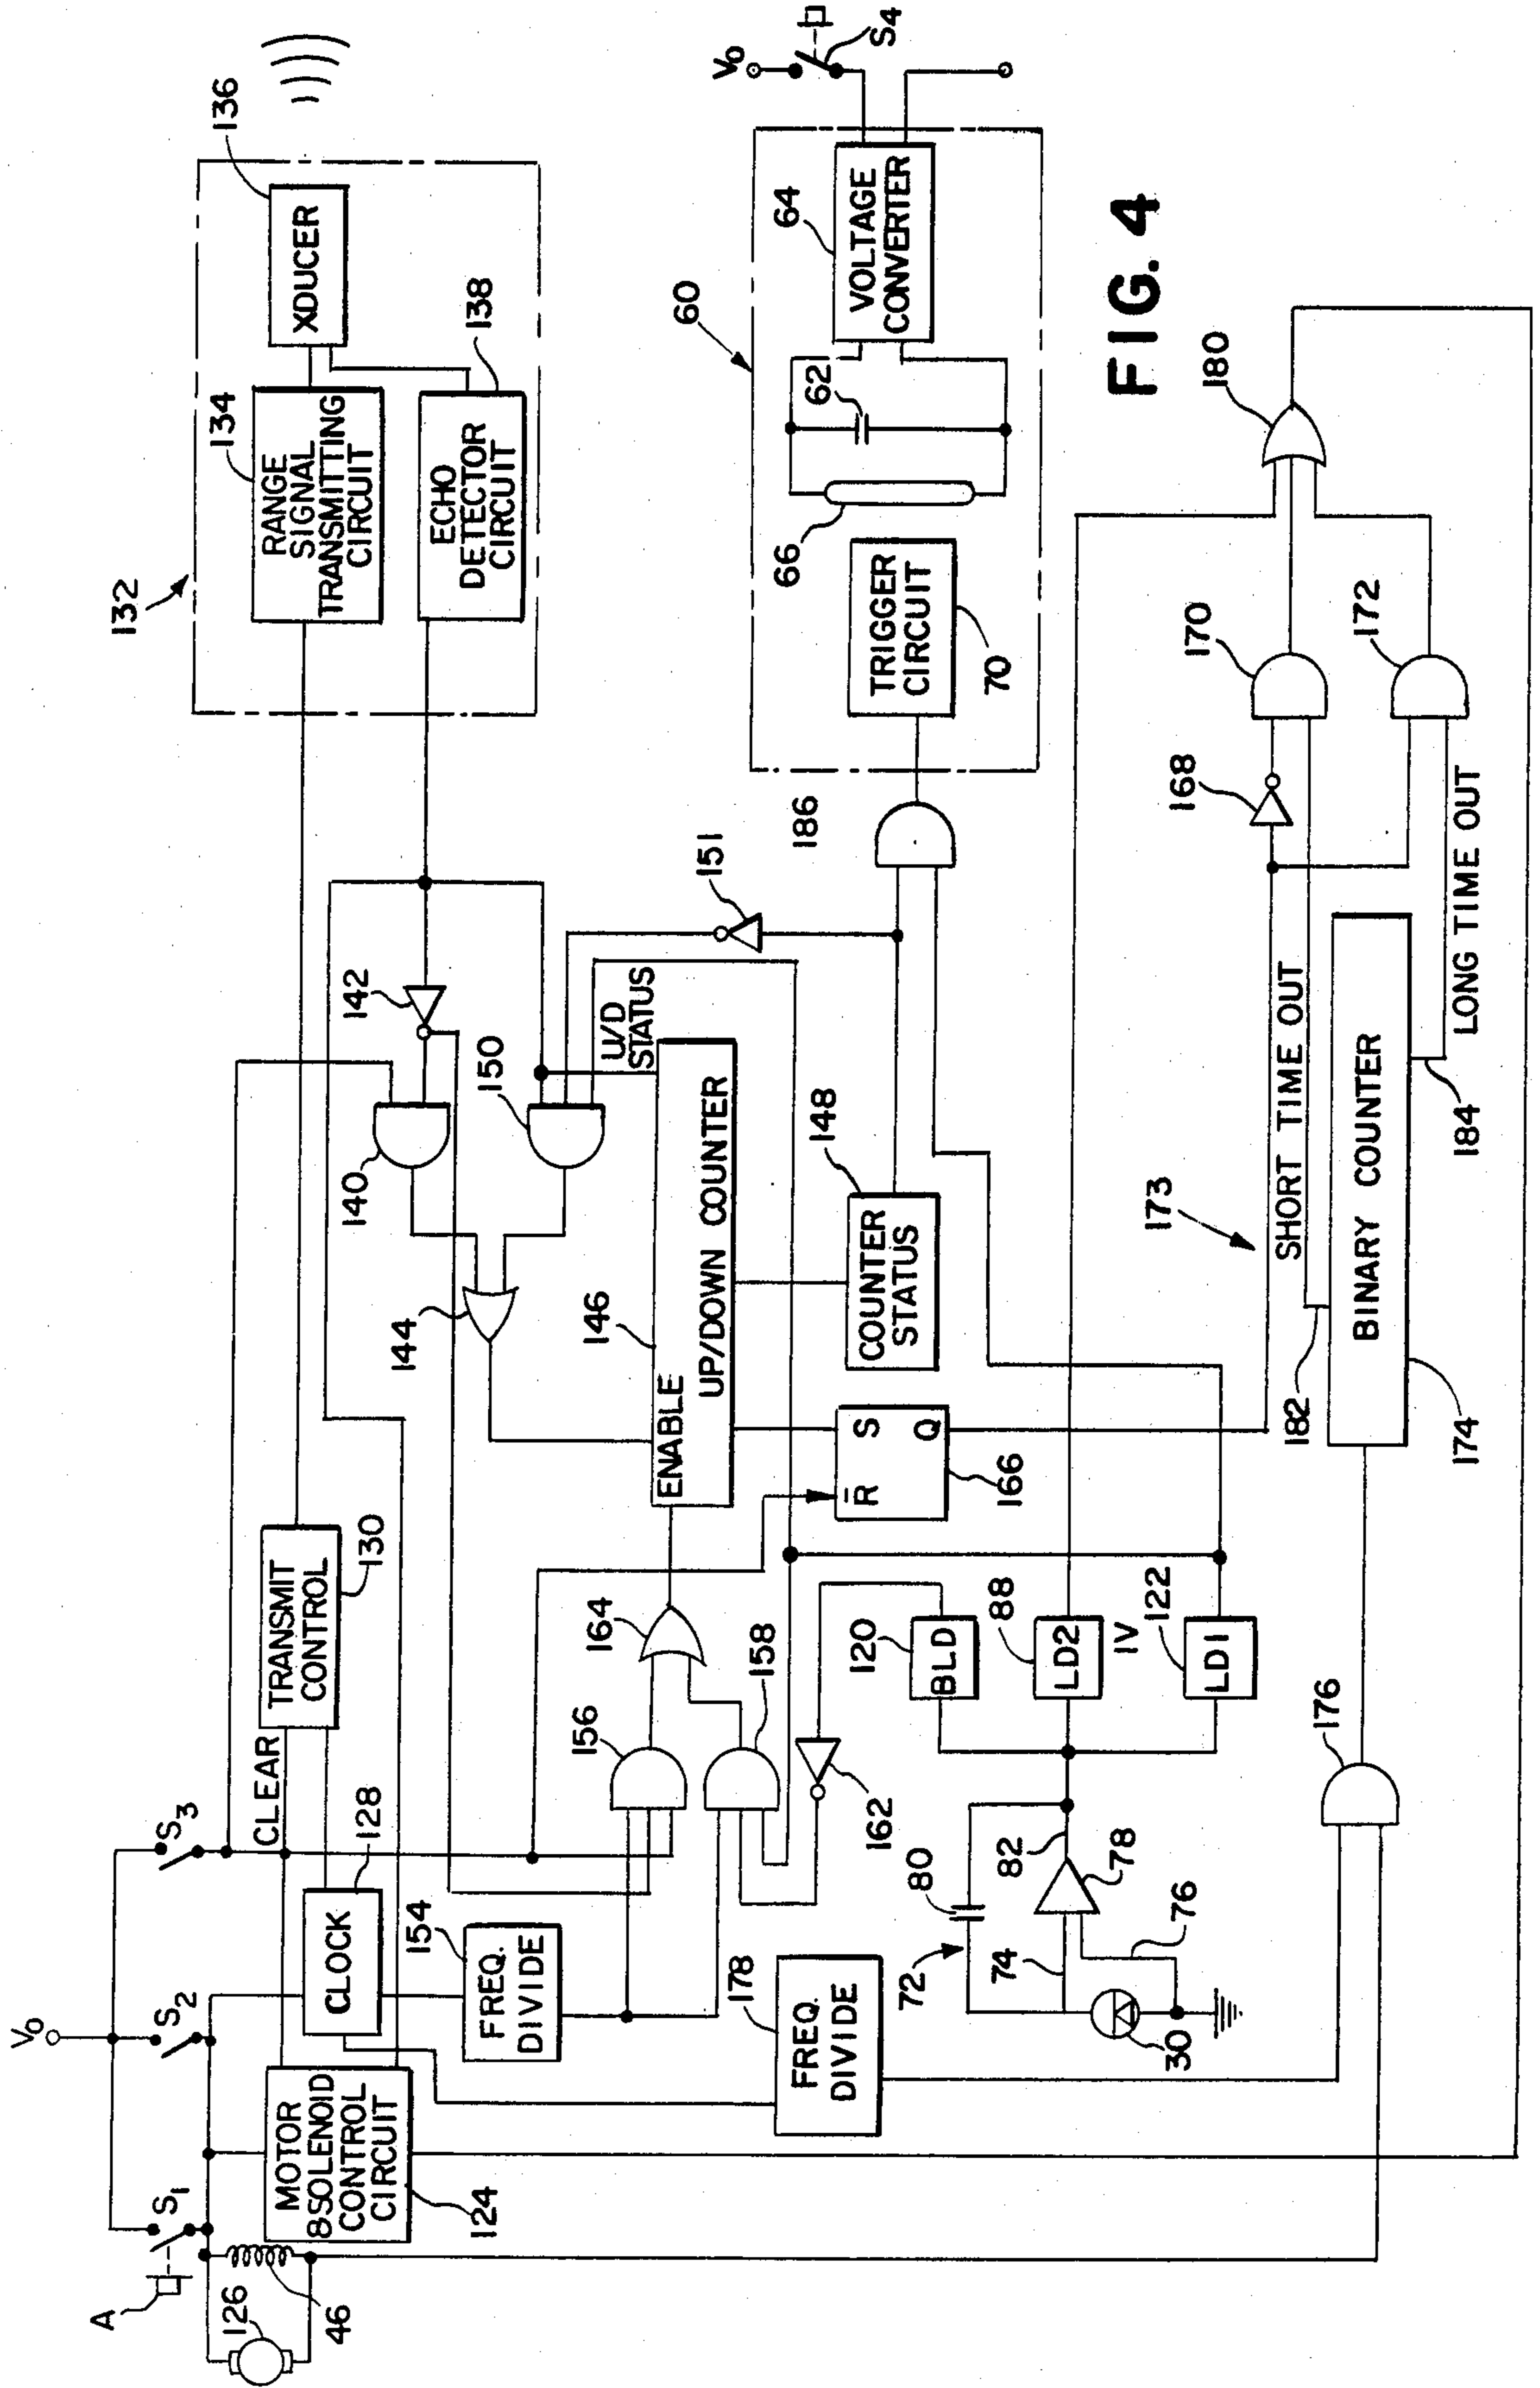 136
XDUCER
134
RANGE
SIGNAL
TRANSMITTING
CIRCUIT
138
ECHO
DETECTOR
CIRCUIT
132
V0
S4
60
64
VOLTAGE
CONVERTER
62
66
TRIGGER
CIRCUIT
70
FIG. 4
180
170
172
168
186
151
142
140
150
U/D
STATUS
144
146
ENABLE
UP/DOWN COUNTER
148
COUNTER
STATUS
173
SHORT TIME OUT
LONG TIME OUT
182
184
BINARY COUNTER
174
S
Q
R
166
TRANSMIT
CONTROL
130
CLEAR
164
156
158
162
120
BLD
88
LD2
1V
122
LD1
176
V0
S3
S2
S1
128
CLOCK
154
FREQ.
DIVIDE
178
FREQ.
DIVIDE
80
72
74
76
78
82
30
MOTOR
&SOLENOID
CONTROL
CIRCUIT
124
A
126
46